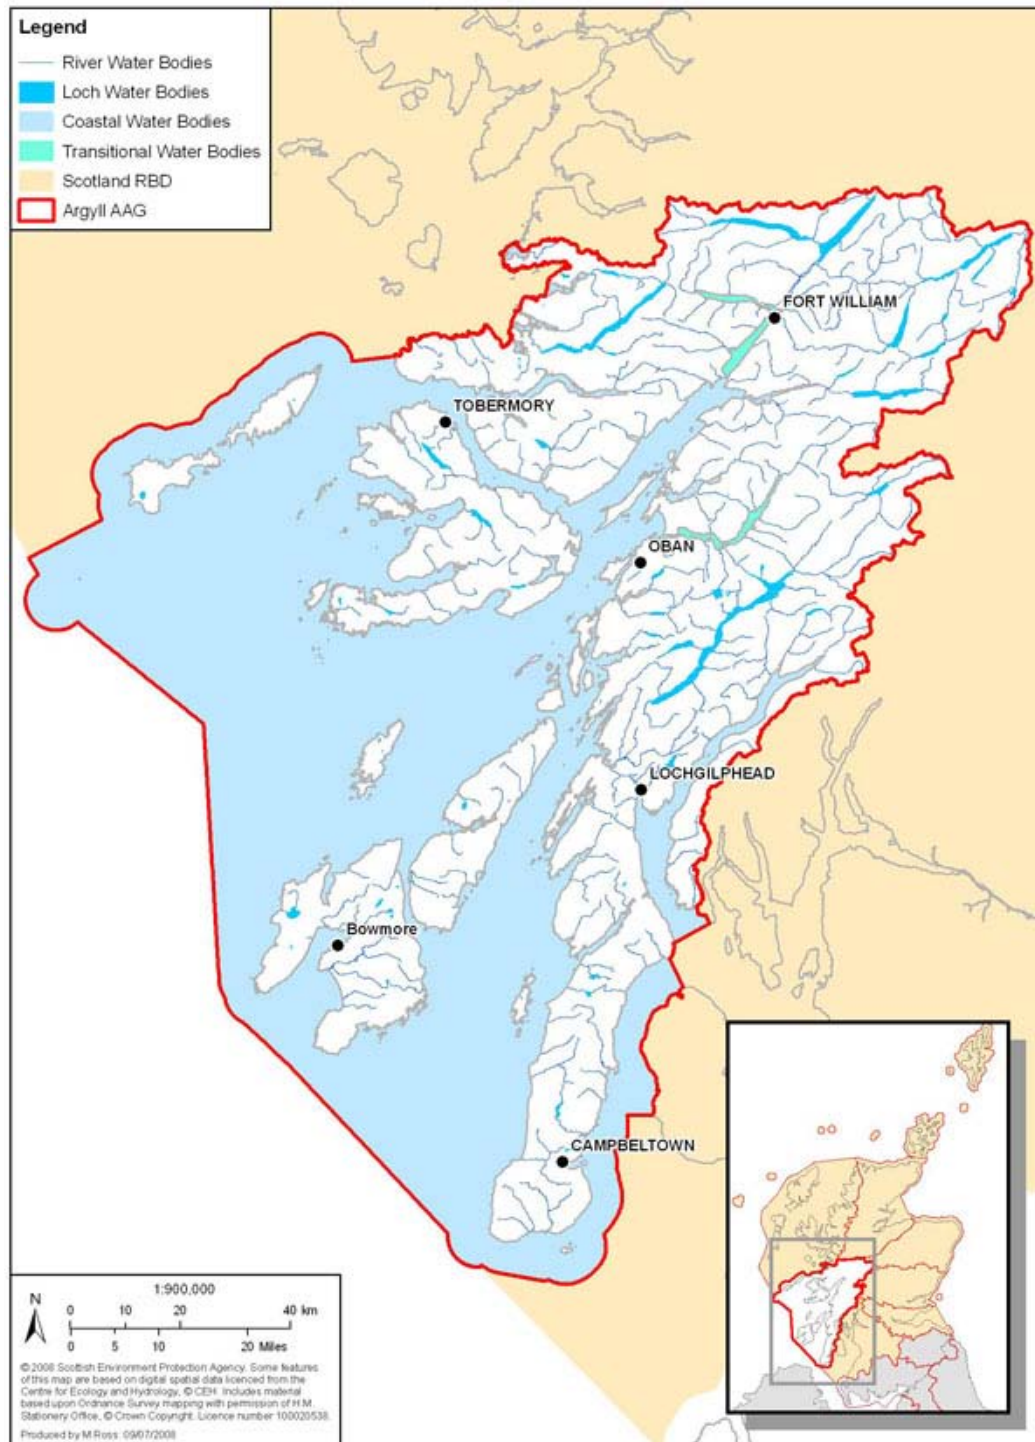 Legend
River Water Bodies
Loch Water Bodies
Coastal Water Bodies
Transitional Water Bodies
Scotland RBD
Argyll AAG
FORT WILLIAM
TOBERMORY
OBAN
LOCHGILPHEAD
Bowmore
CAMPBELTOWN
1:900,000
N
0 10 20 40 km
0 5 10 20 Miles
©2008 Scottish Environment Protection Agency. Some features
of this map are based on digital spatial data licenced from the
Centre for Ecology and Hydrology, © CEH. Includes material
based upon Ordnance Survey mapping with permission of H.M.
Stationery Office, © Crown Copyright. Licence number 100020538.
Produced by M Ross 09/07/2008